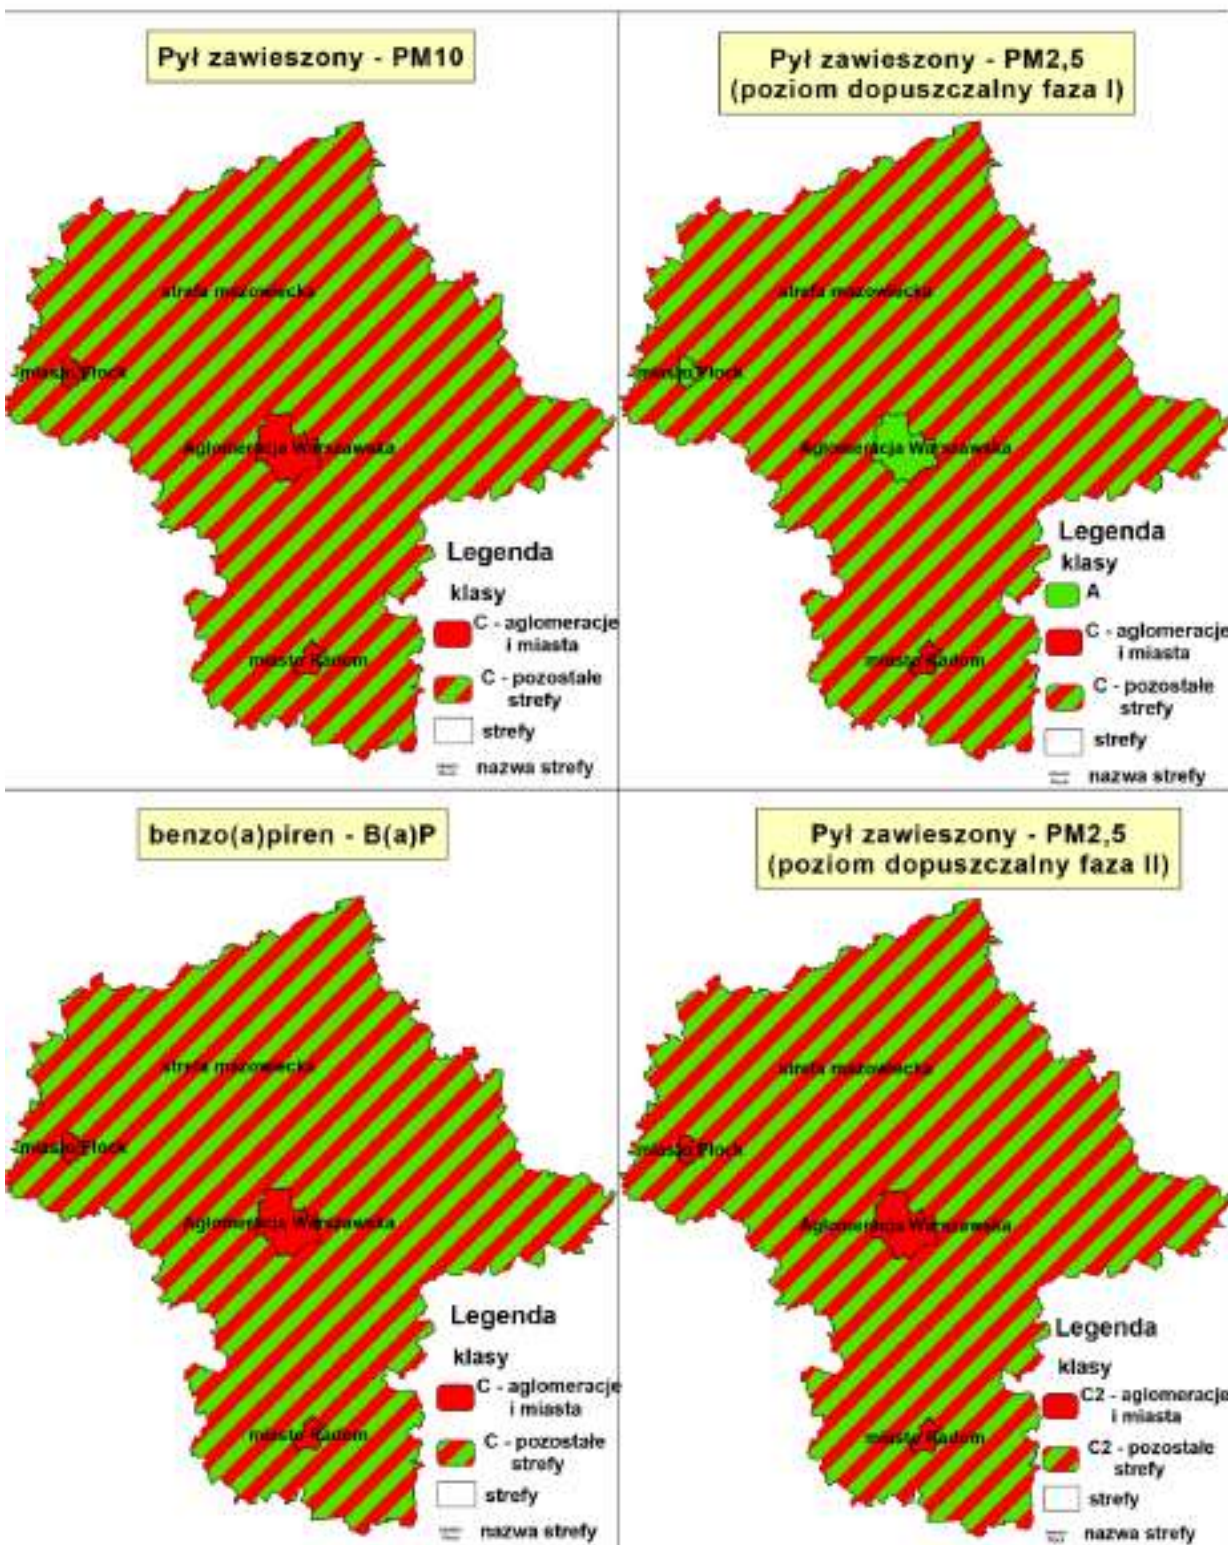 Pył zawieszony - PM10
strefa mazowiecka
miasto Płock
Aglomeracja Warszawska
miasto Radom
Legenda
klasy
C - aglomeracje
i miasta
C - pozostałe
strefy
strefy
nazwa strefy
Pył zawieszony - PM2,5
(poziom dopuszczalny faza I)
strefa mazowiecka
miasto Płock
Aglomeracja Warszawska
miasto Radom
Legenda
klasy
A
C - aglomeracje
i miasta
C - pozostałe
strefy
strefy
nazwa strefy
benzo(a)piren - B(a)P
strefa mazowiecka
miasto Płock
Aglomeracja Warszawska
miasto Radom
Legenda
klasy
C - aglomeracje
i miasta
C - pozostałe
strefy
strefy
nazwa strefy
Pył zawieszony - PM2,5
(poziom dopuszczalny faza II)
strefa mazowiecka
miasto Płock
Aglomeracja Warszawska
miasto Radom
Legenda
klasy
C2 - aglomeracje
i miasta
C2 - pozostałe
strefy
strefy
nazwa strefy